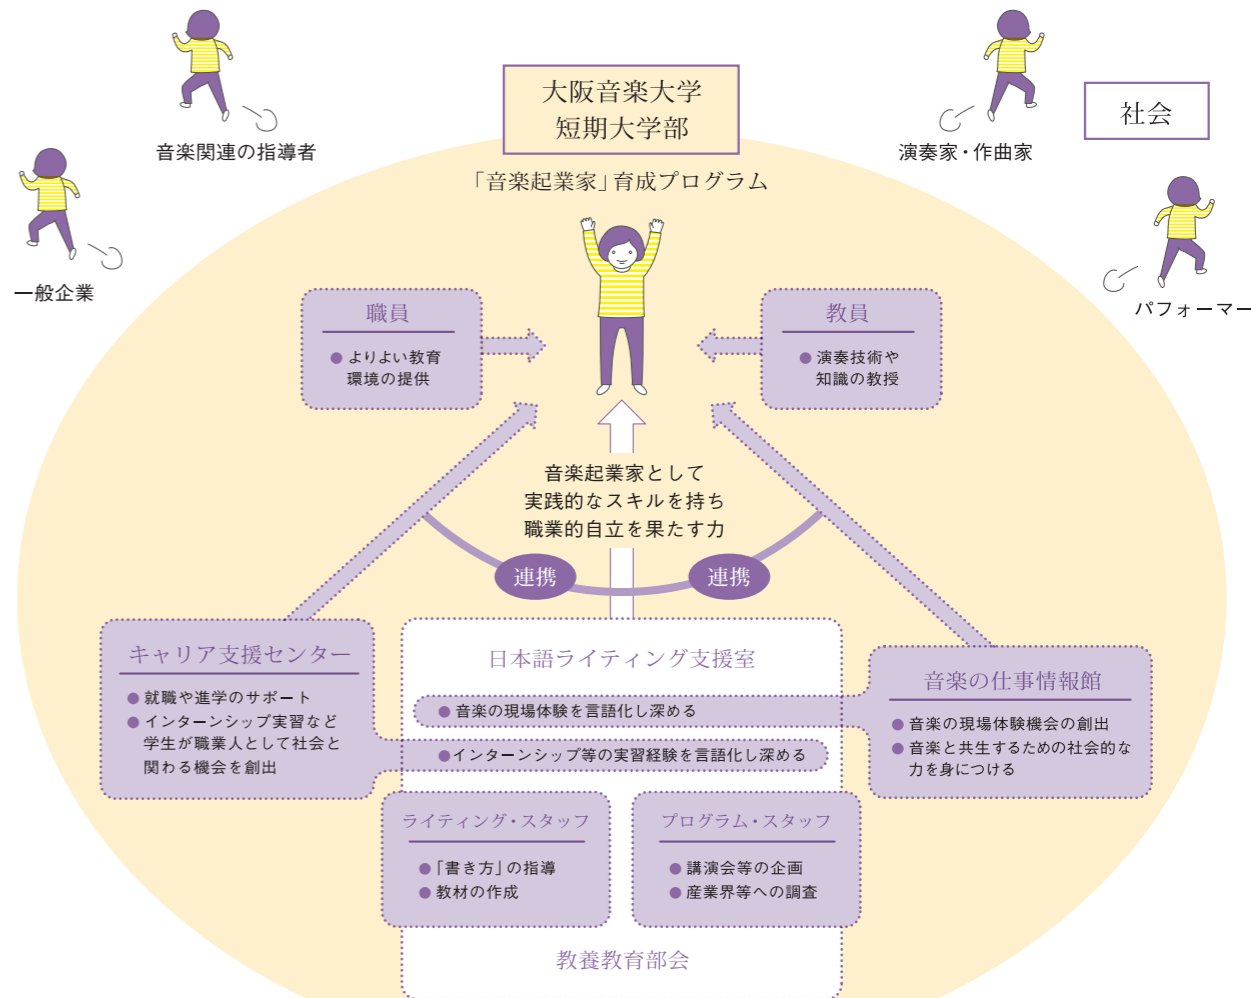 大阪音楽大学
短期大学部
社会
音楽関連の指導者
演奏家・作曲家
「音楽起業家」育成プログラム
一般企業
パフォーマー
職員
●よりよい教育
環境の提供
教員
●演奏技術や
知識の教授
音楽起業家として
実践的なスキルを持ち
職業的自立を果たす力
連携
連携
キャリア支援センター
●就職や進学のサポート
●インターンシップ実習など
学生が職業人として社会と
関わる機会を創出
日本語ライティング支援室
●音楽の現場体験を言語化し深める
●インターンシップ等の実習経験を言語化し深める
音楽の仕事情報館
●音楽の現場体験機会の創出
●音楽と共生するための社会的な
力を身につける
ライティング・スタッフ
●「書き方」の指導
●教材の作成
プログラム・スタッフ
●講演会等の企画
●産業界等への調査
教養教育部会